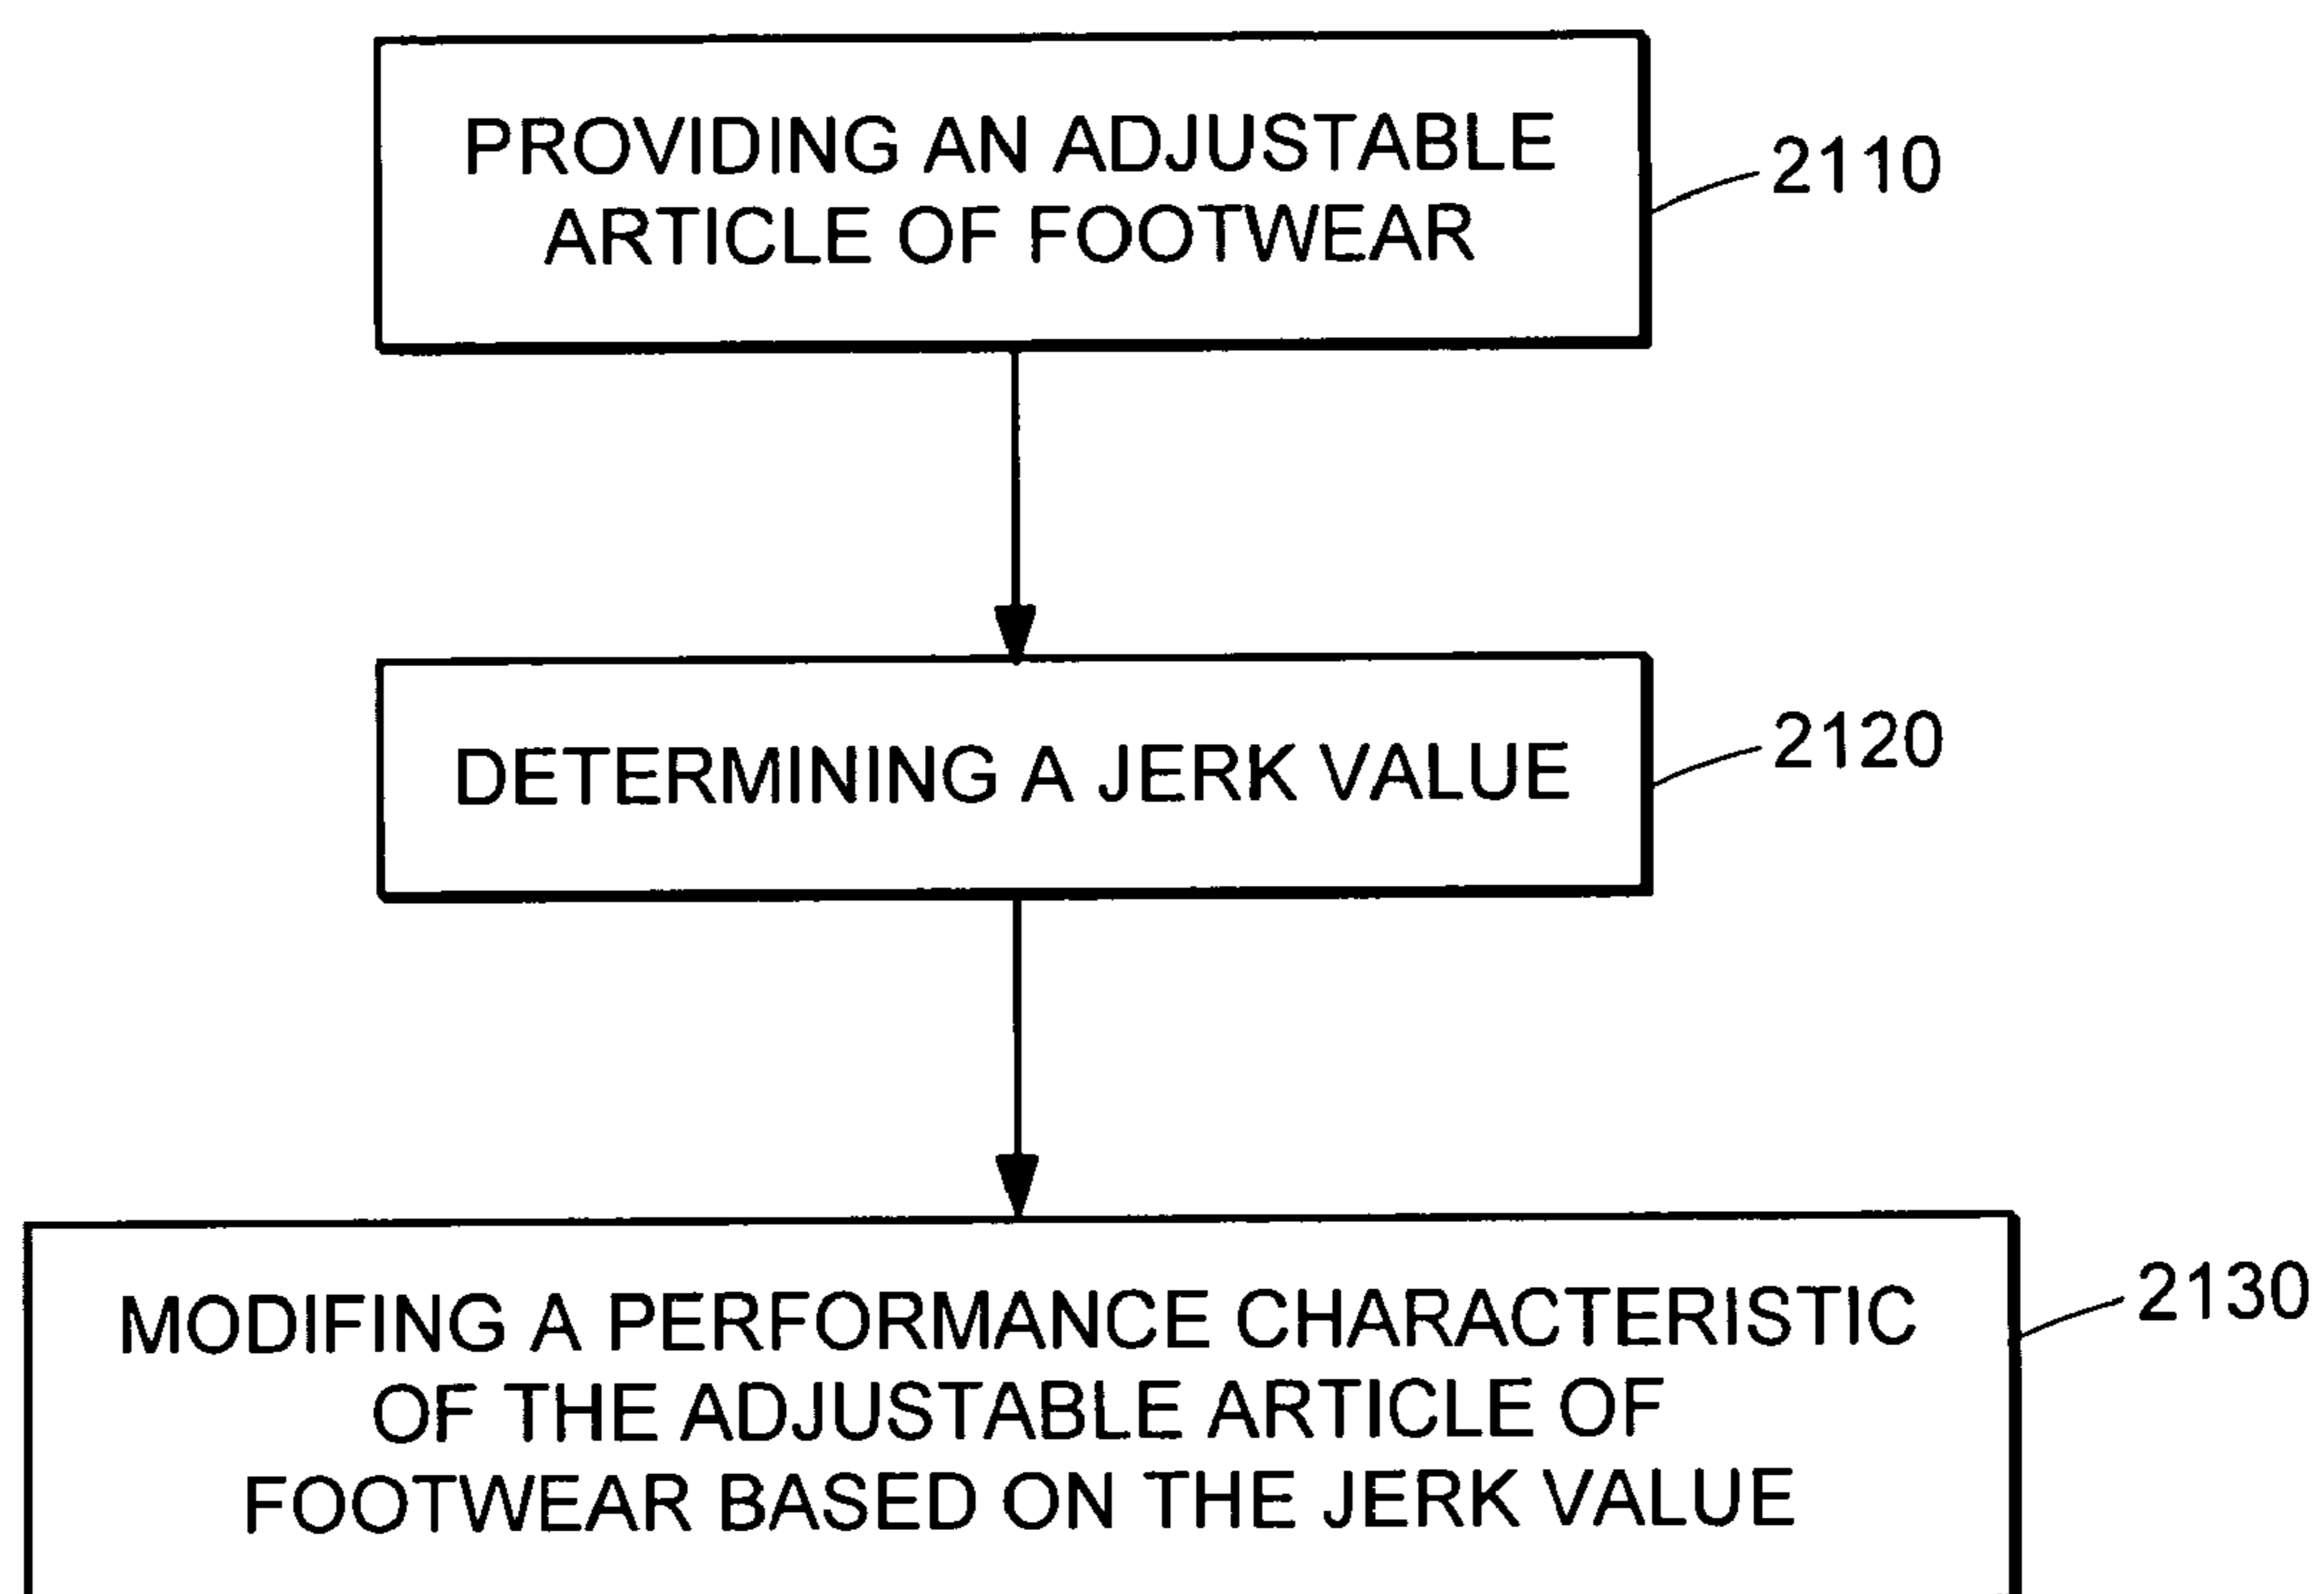 PROVIDING AN ADJUSTABLE
ARTICLE OF FOOTWEAR
2110
DETERMINING A JERK VALUE
2120
MODIFING A PERFORMANCE CHARACTERISTIC
OF THE ADJUSTABLE ARTICLE OF
FOOTWEAR BASED ON THE JERK VALUE
2130